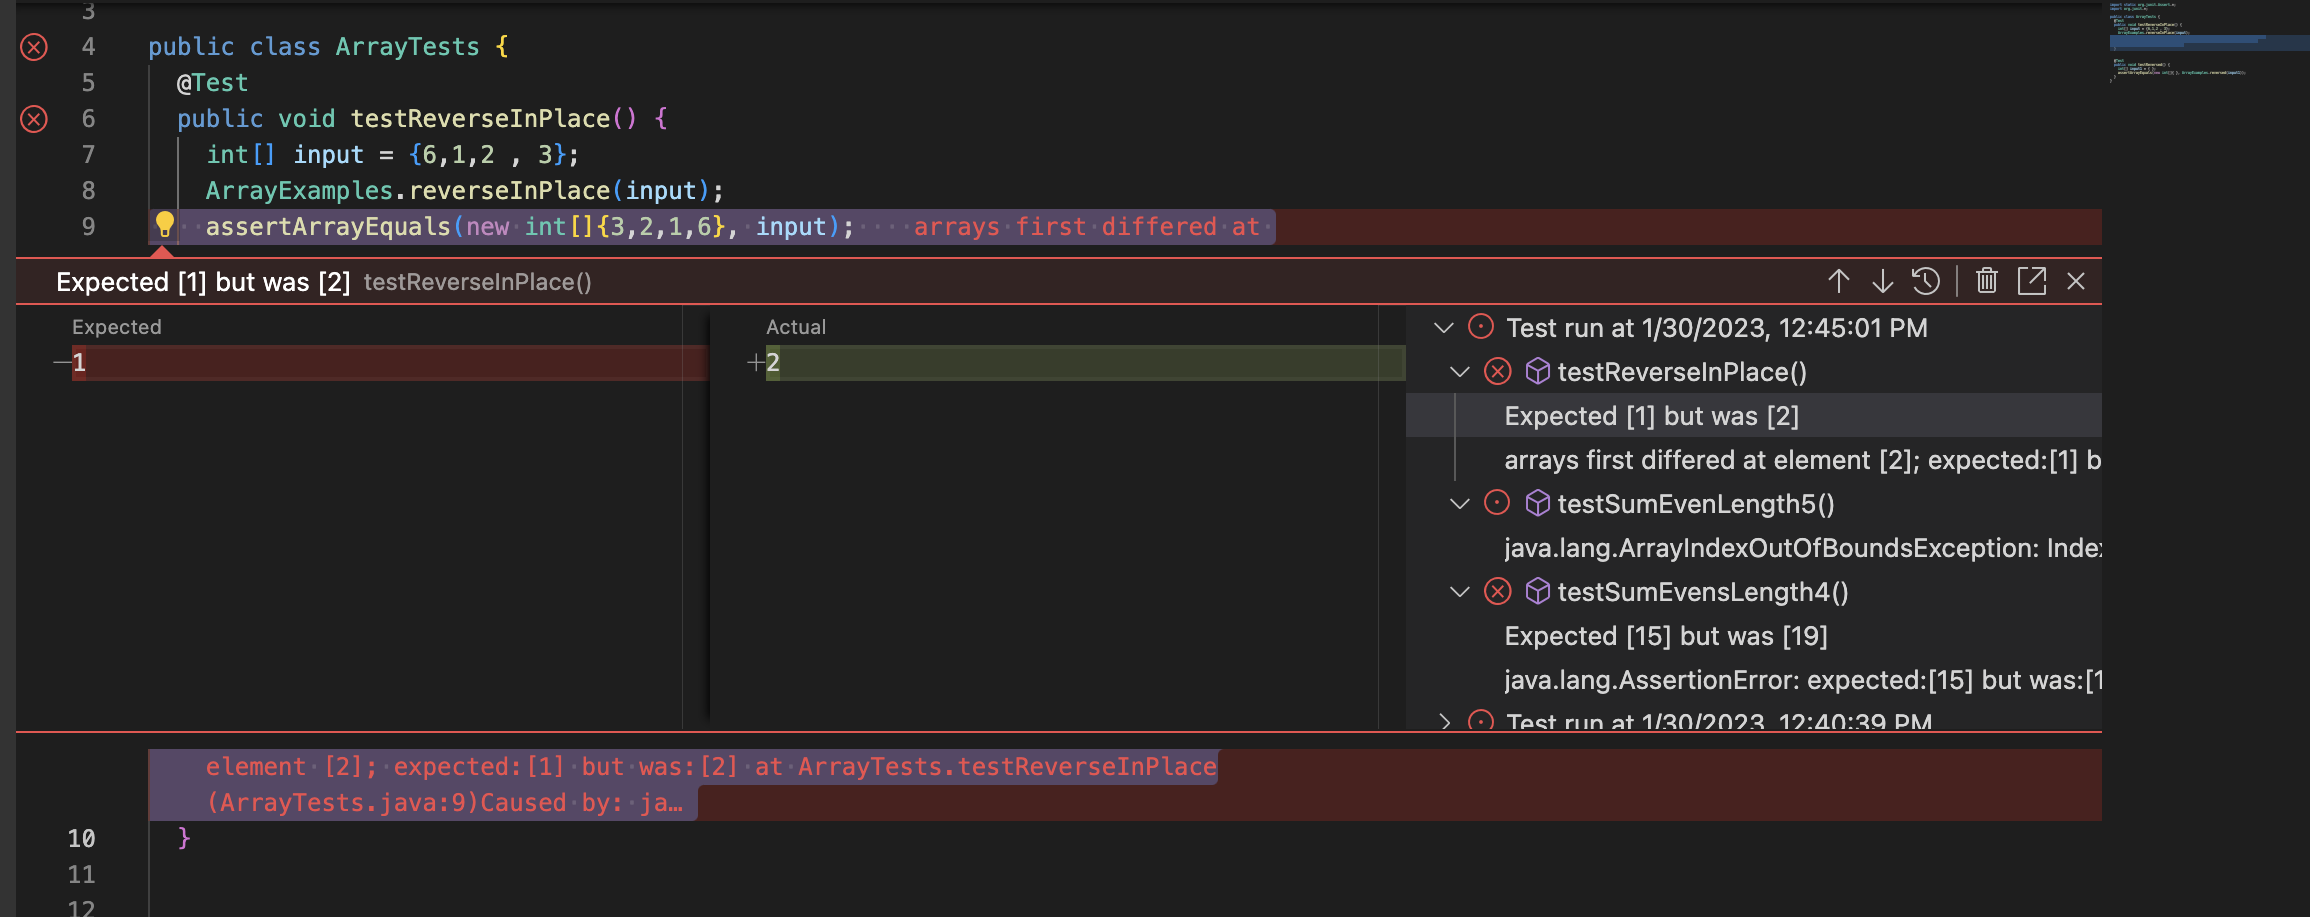 3
4 public class ArrayTests {
5 @Test
6 public void testReverseInPlace() {
7 int[] input = {6,1,2 , 3};
8 ArrayExamples.reverseInPlace(input);
9 assertArrayEquals(new int[]{3,2,1,6}, input); arrays first differed at
Expected [1] but was [2] testReverseInPlace()
Expected
1
Actual
2
Test run at 1/30/2023, 12:45:01 PM
testReverseInPlace()
Expected [1] but was [2]
arrays first differed at element [2]; expected:[1] b
testSumEvenLength5()
java.lang.ArrayIndexOutOfBoundsException: Index
testSumEvensLength4()
Expected [15] but was [19]
java.lang.AssertionError: expected:[15] but was:[1
Test run at 1/30/2023, 12:40:39 PM
element [2]; expected:[1] but was:[2] at ArrayTests.testReverseInPlace
(ArrayTests.java:9)Caused by: ja…
10 }
11
12